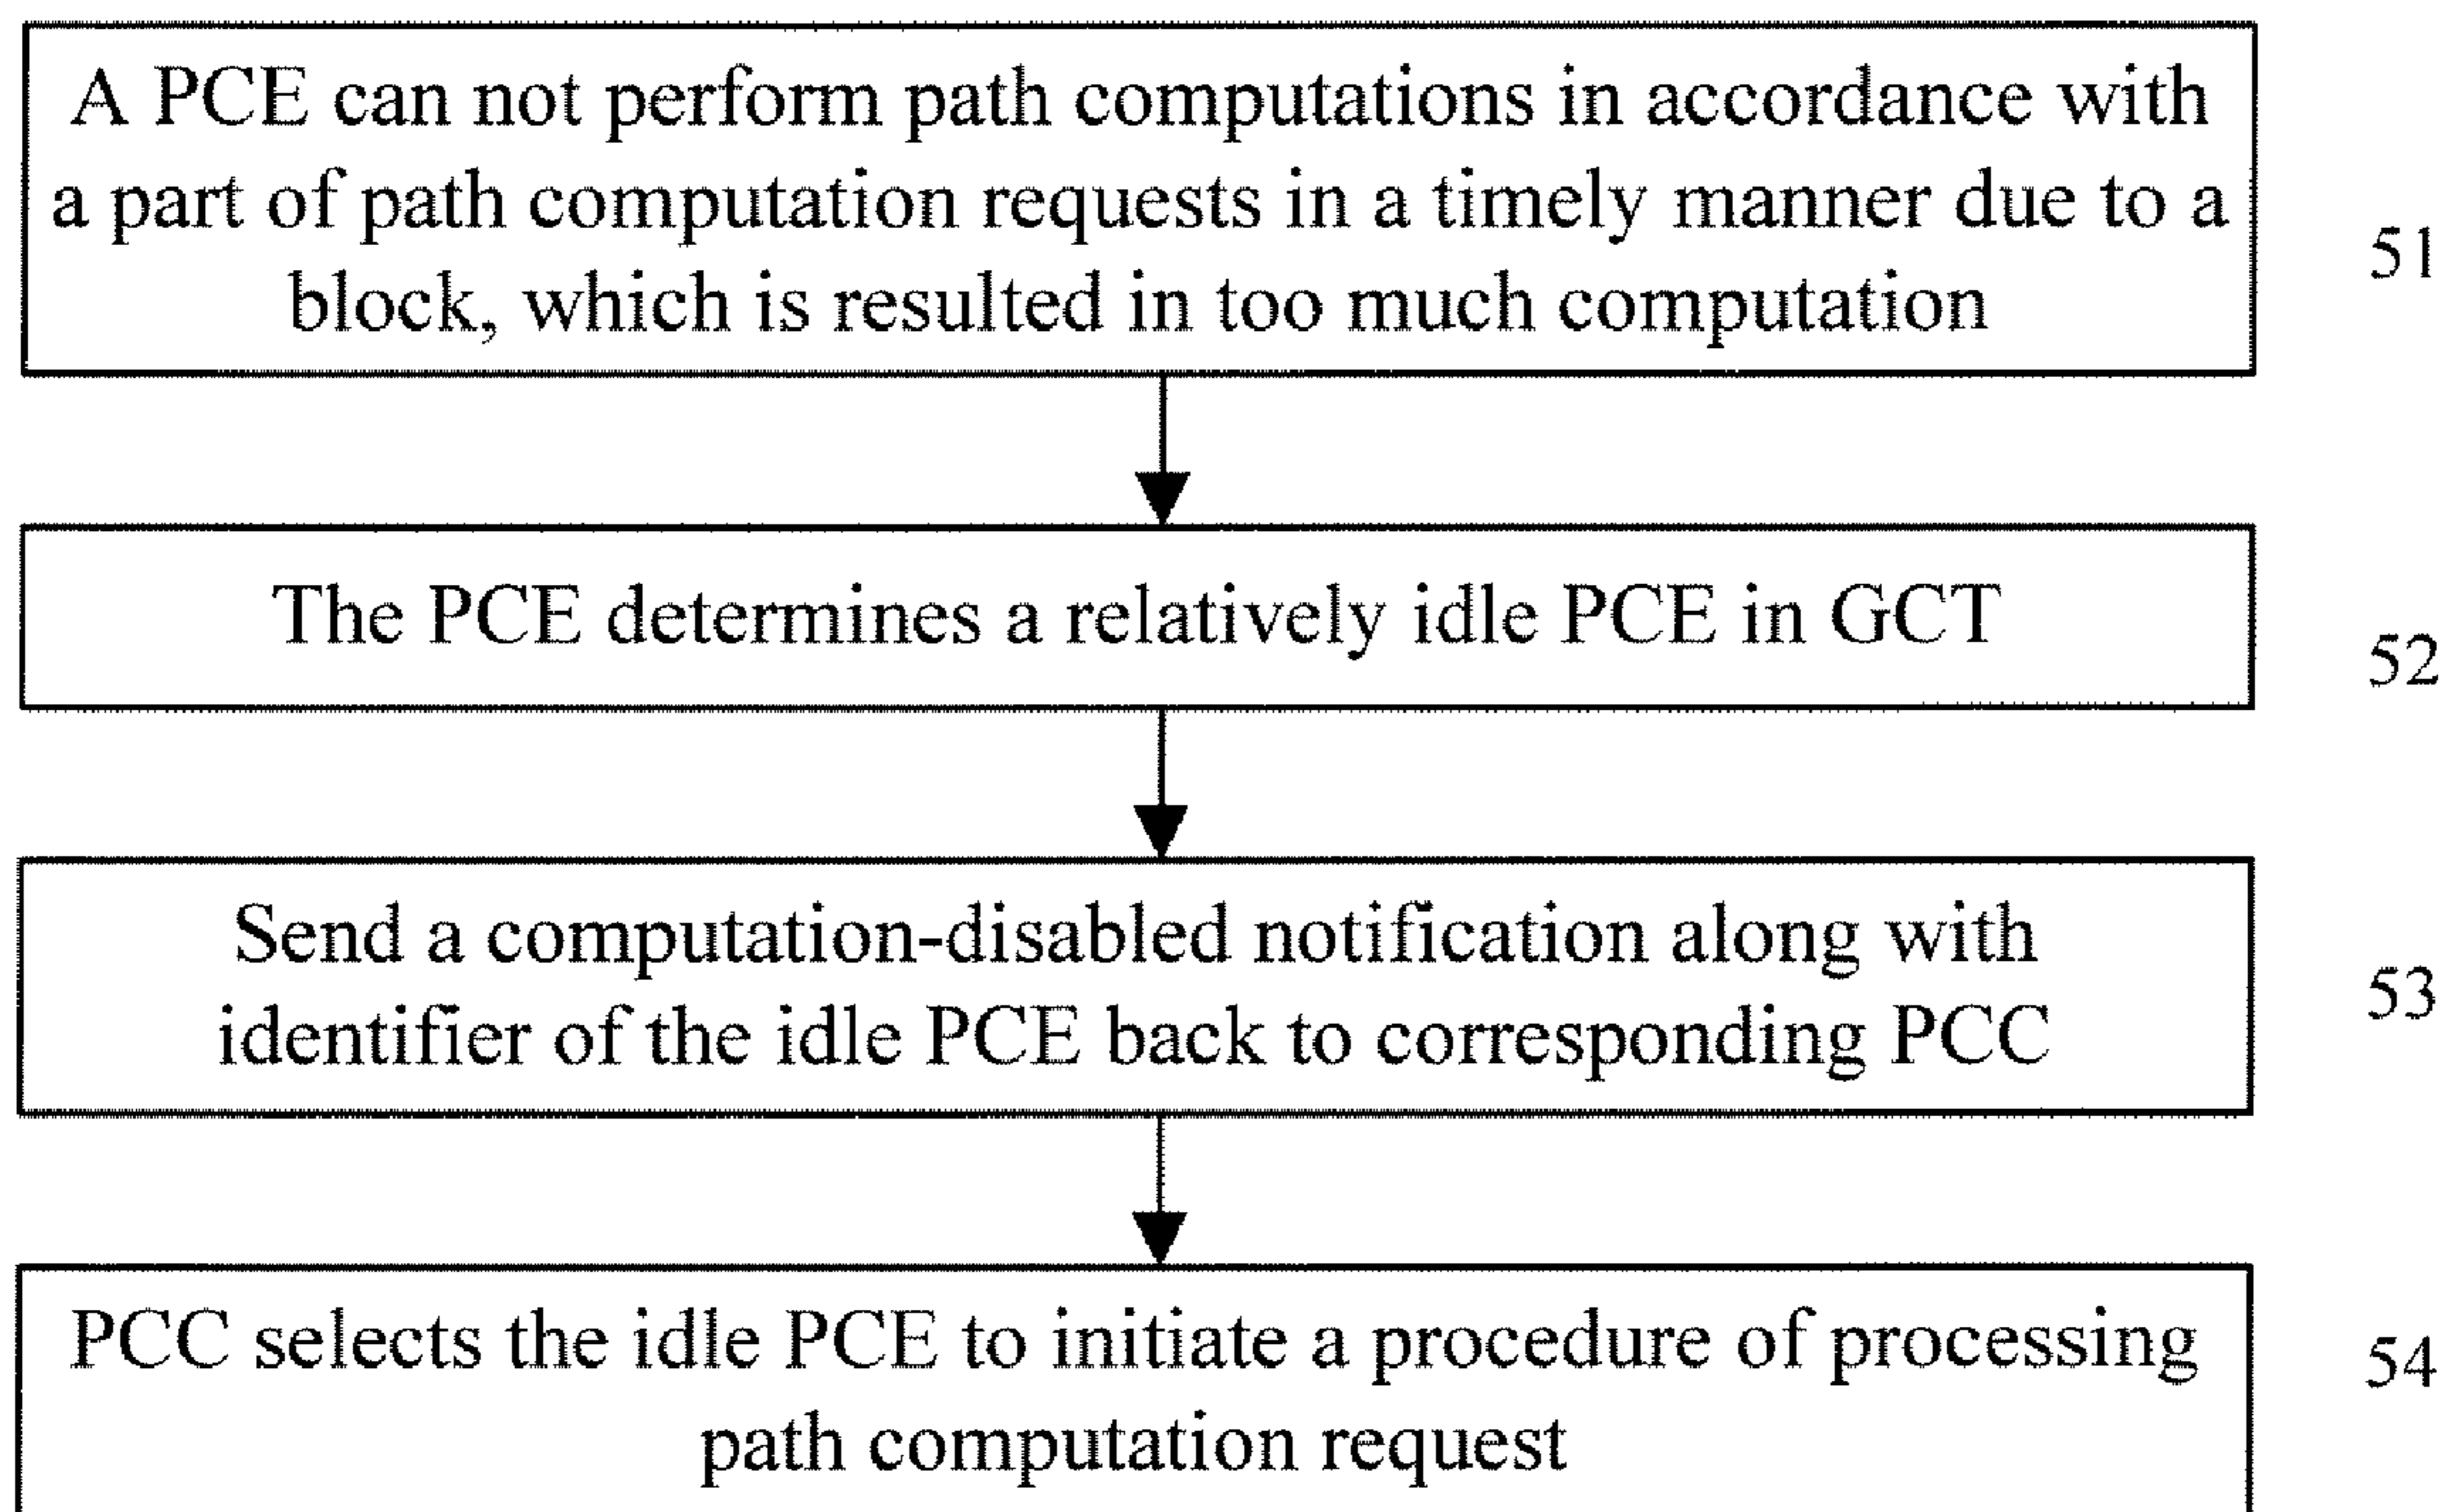 A PCE can not perform path computations in accordance with
a part of path computation requests in a timely manner due to a
block, which is resulted in too much computation
51
The PCE determines a relatively idle PCE in GCT
52
Send a computation-disabled notification along with
identifier of the idle PCE back to corresponding PCC
53
PCC selects the idle PCE to initiate a procedure of processing
path computation request
54